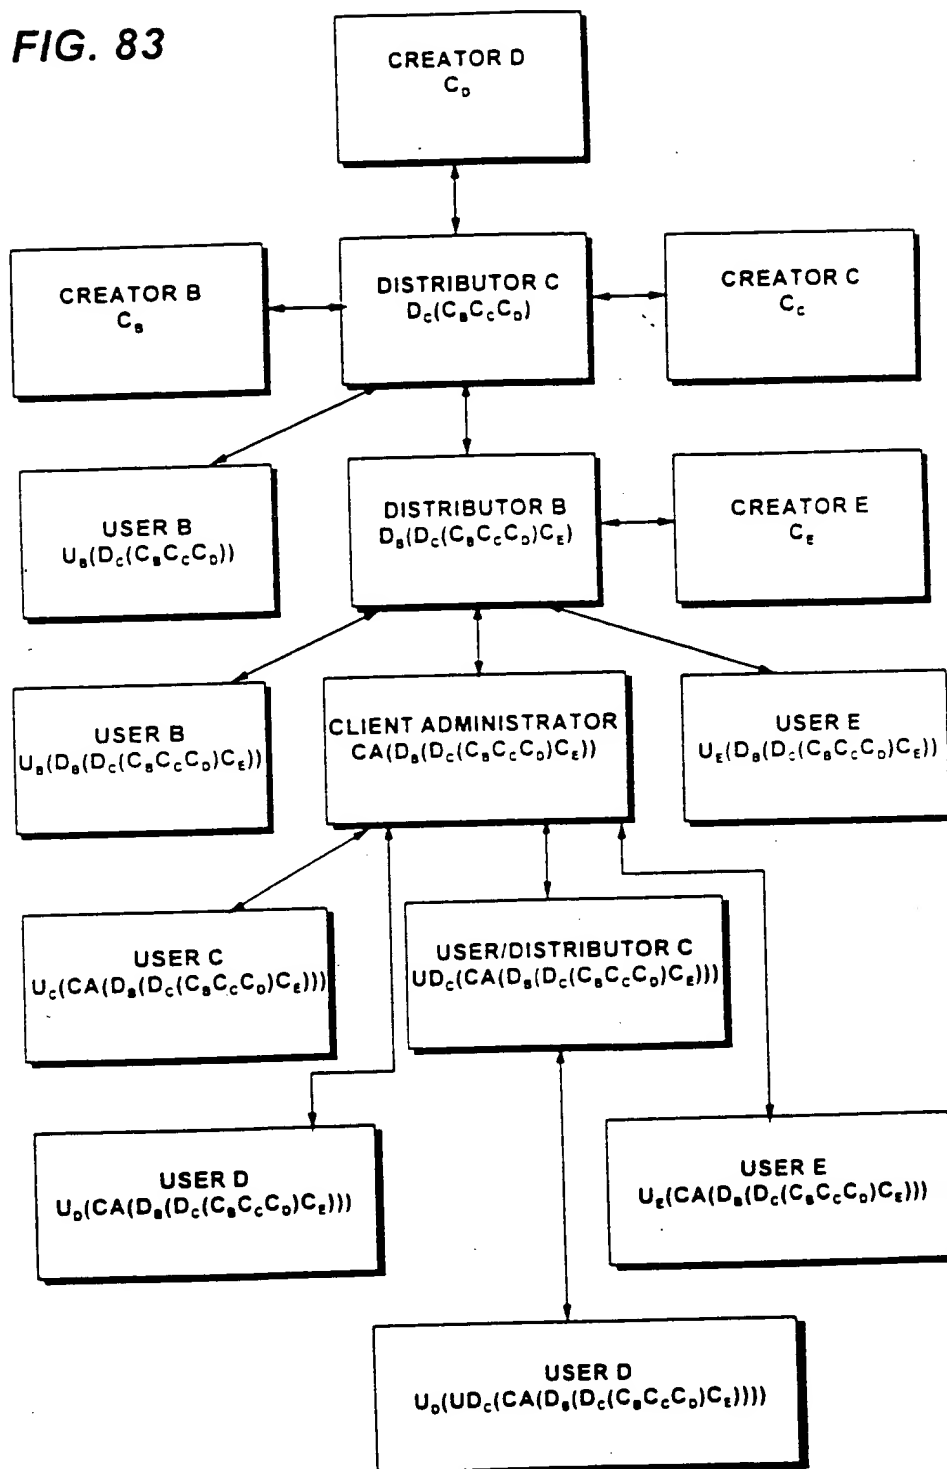 FIG. 83
CREATOR D
C_D
CREATOR B
C_B
DISTRIBUTOR C
D_C(C_BC_CC_D)
CREATOR C
C_C
USER B
U_B(D_C(C_BC_CC_D))
DISTRIBUTOR B
D_B(D_C(C_BC_CC_D)C_E)
CREATOR E
C_E
USER B
U_B(D_B(D_C(C_BC_CC_D)C_E))
CLIENT ADMINISTRATOR
CA(D_B(D_C(C_BC_CC_D)C_E))
USER E
U_E(D_B(D_C(C_BC_CC_D)C_E))
USER C
U_C(CA(D_B(D_C(C_BC_CC_D)C_E)))
USER/DISTRIBUTOR C
UD_C(CA(D_B(D_C(C_BC_CC_D)C_E)))
USER D
U_D(CA(D_B(D_C(C_BC_CC_D)C_E)))
USER E
U_E(CA(D_B(D_C(C_BC_CC_D)C_E)))
USER D
U_D(UD_C(CA(D_B(D_C(C_BC_CC_D)C_E))))